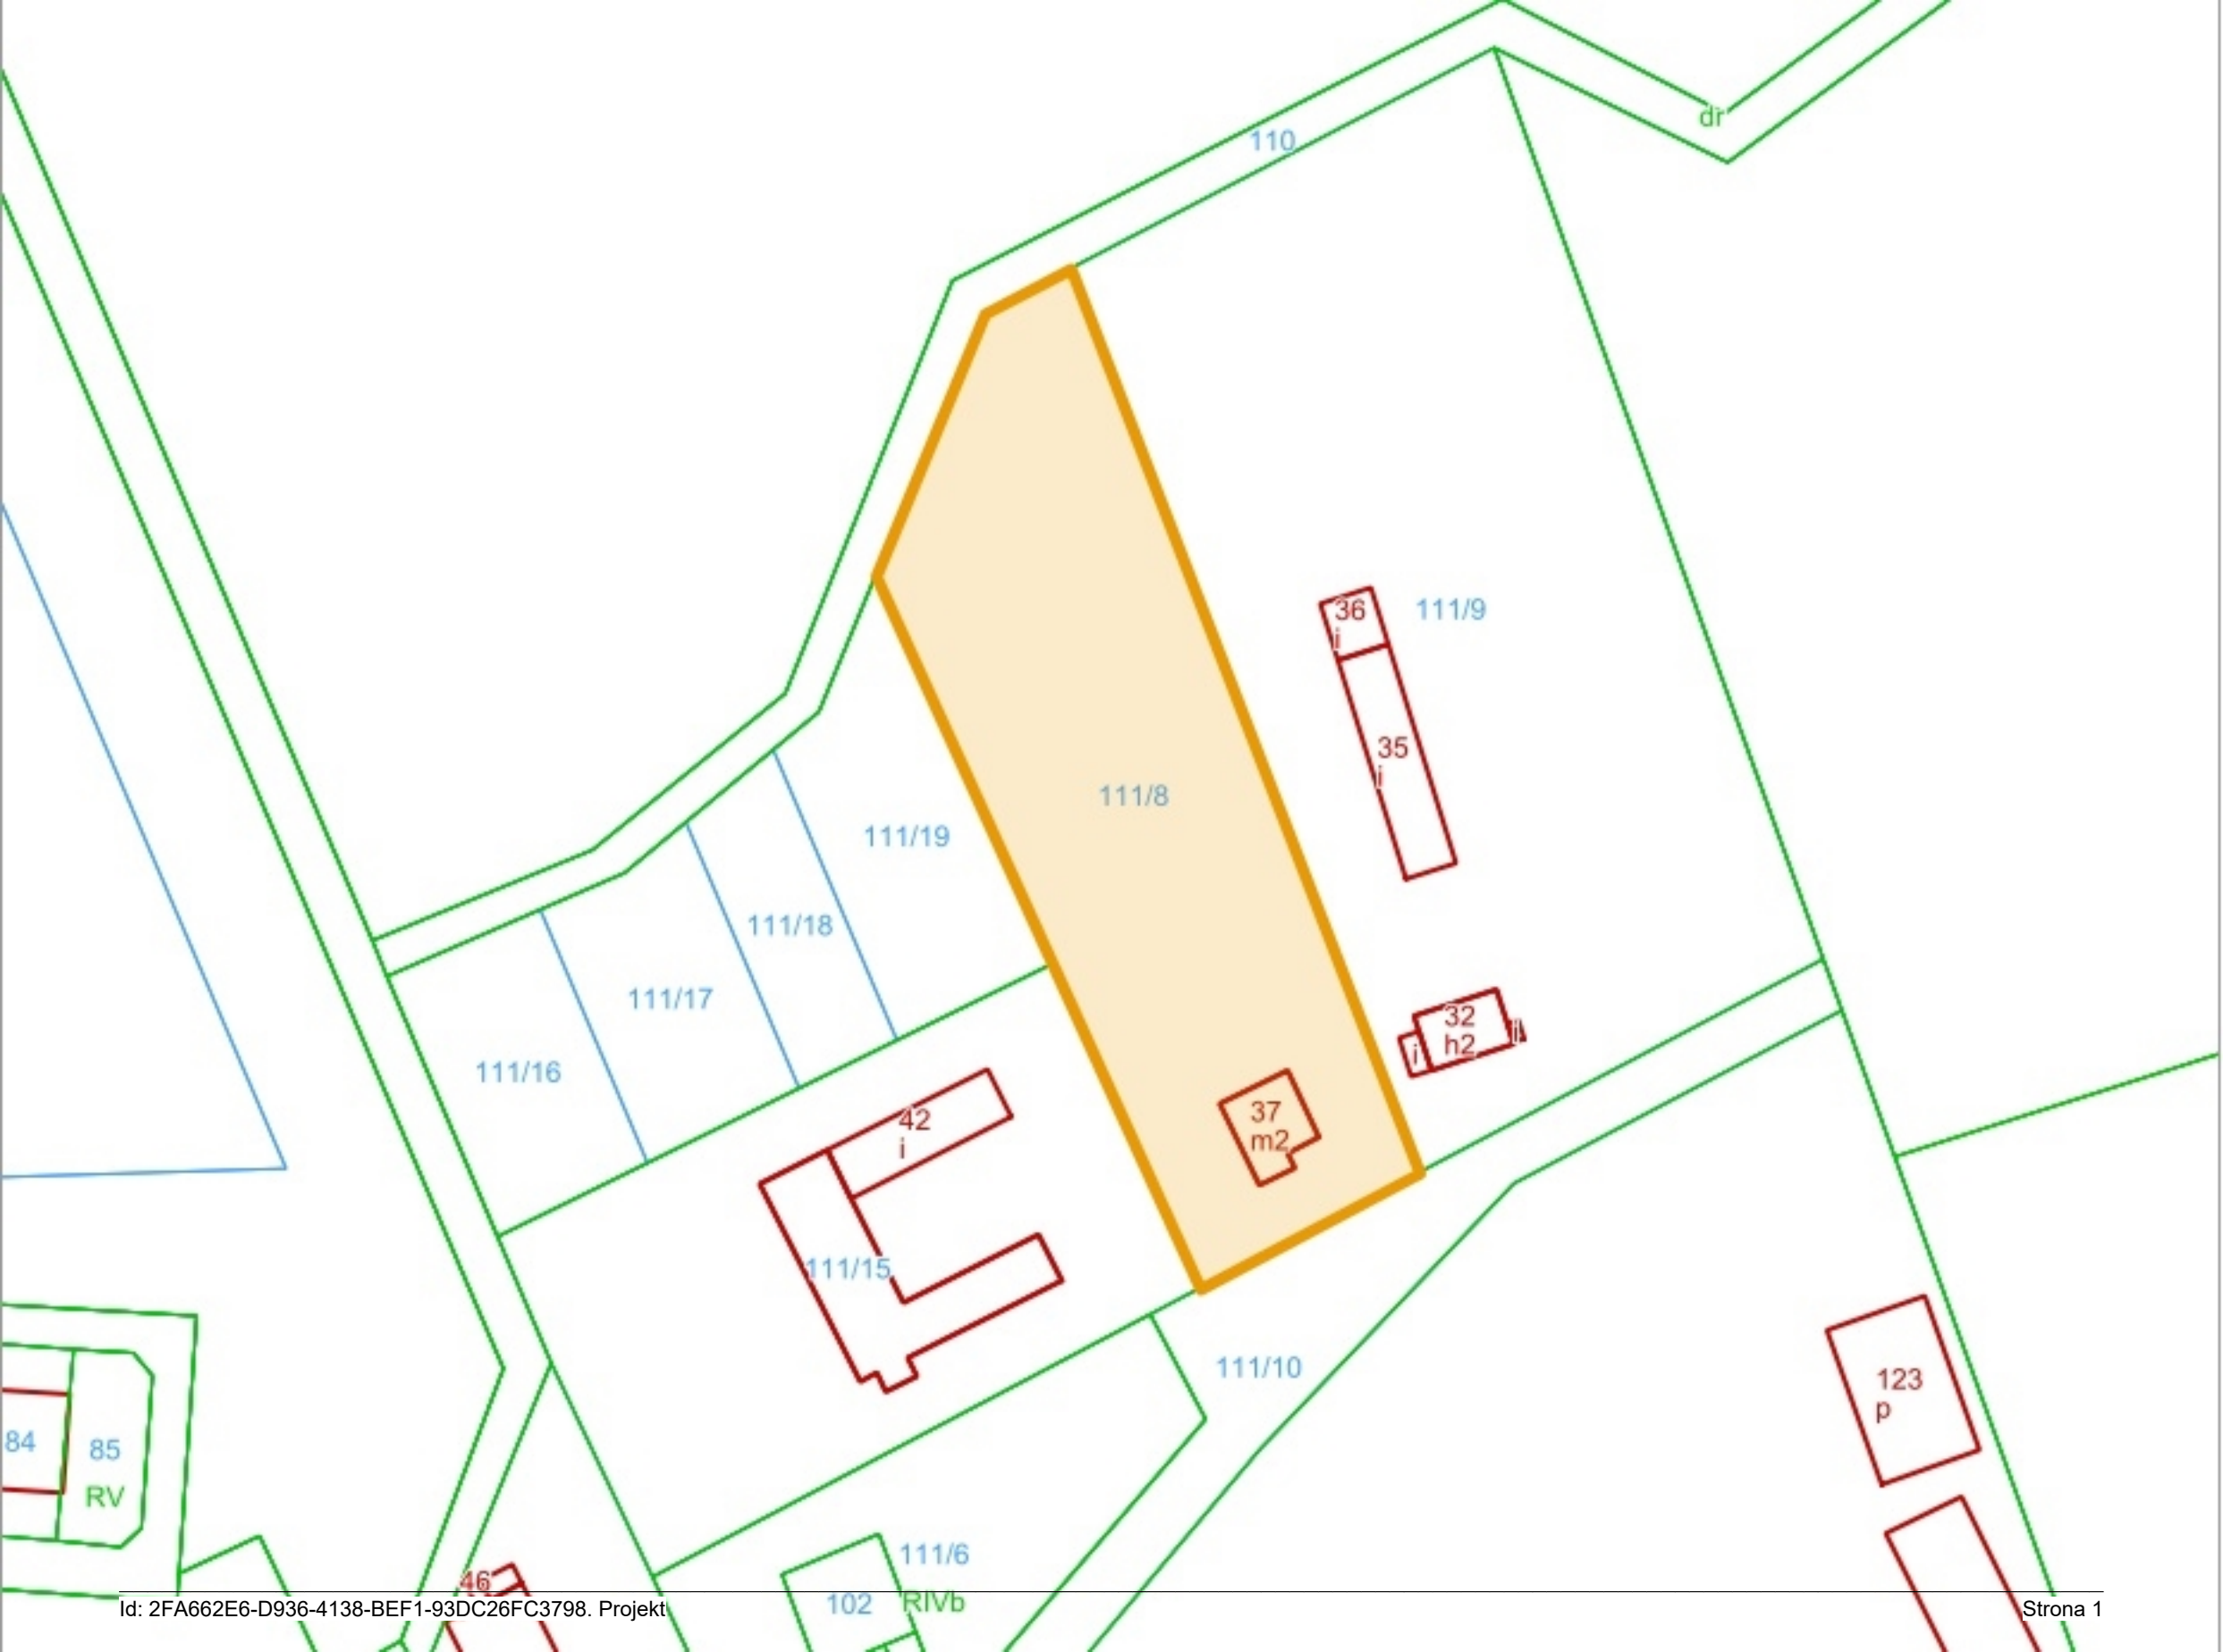 dr
110
36
i
111/9
35
i
111/8
111/19
111/18
111/17
32
h2
i
i
111/16
37
m2
42
i
111/15
111/10
123
p
84
85
RV
111/6
46
102
RIVb
Id: 2FA662E6-D936-4138-BEF1-93DC26FC3798. Projekt
Strona 1